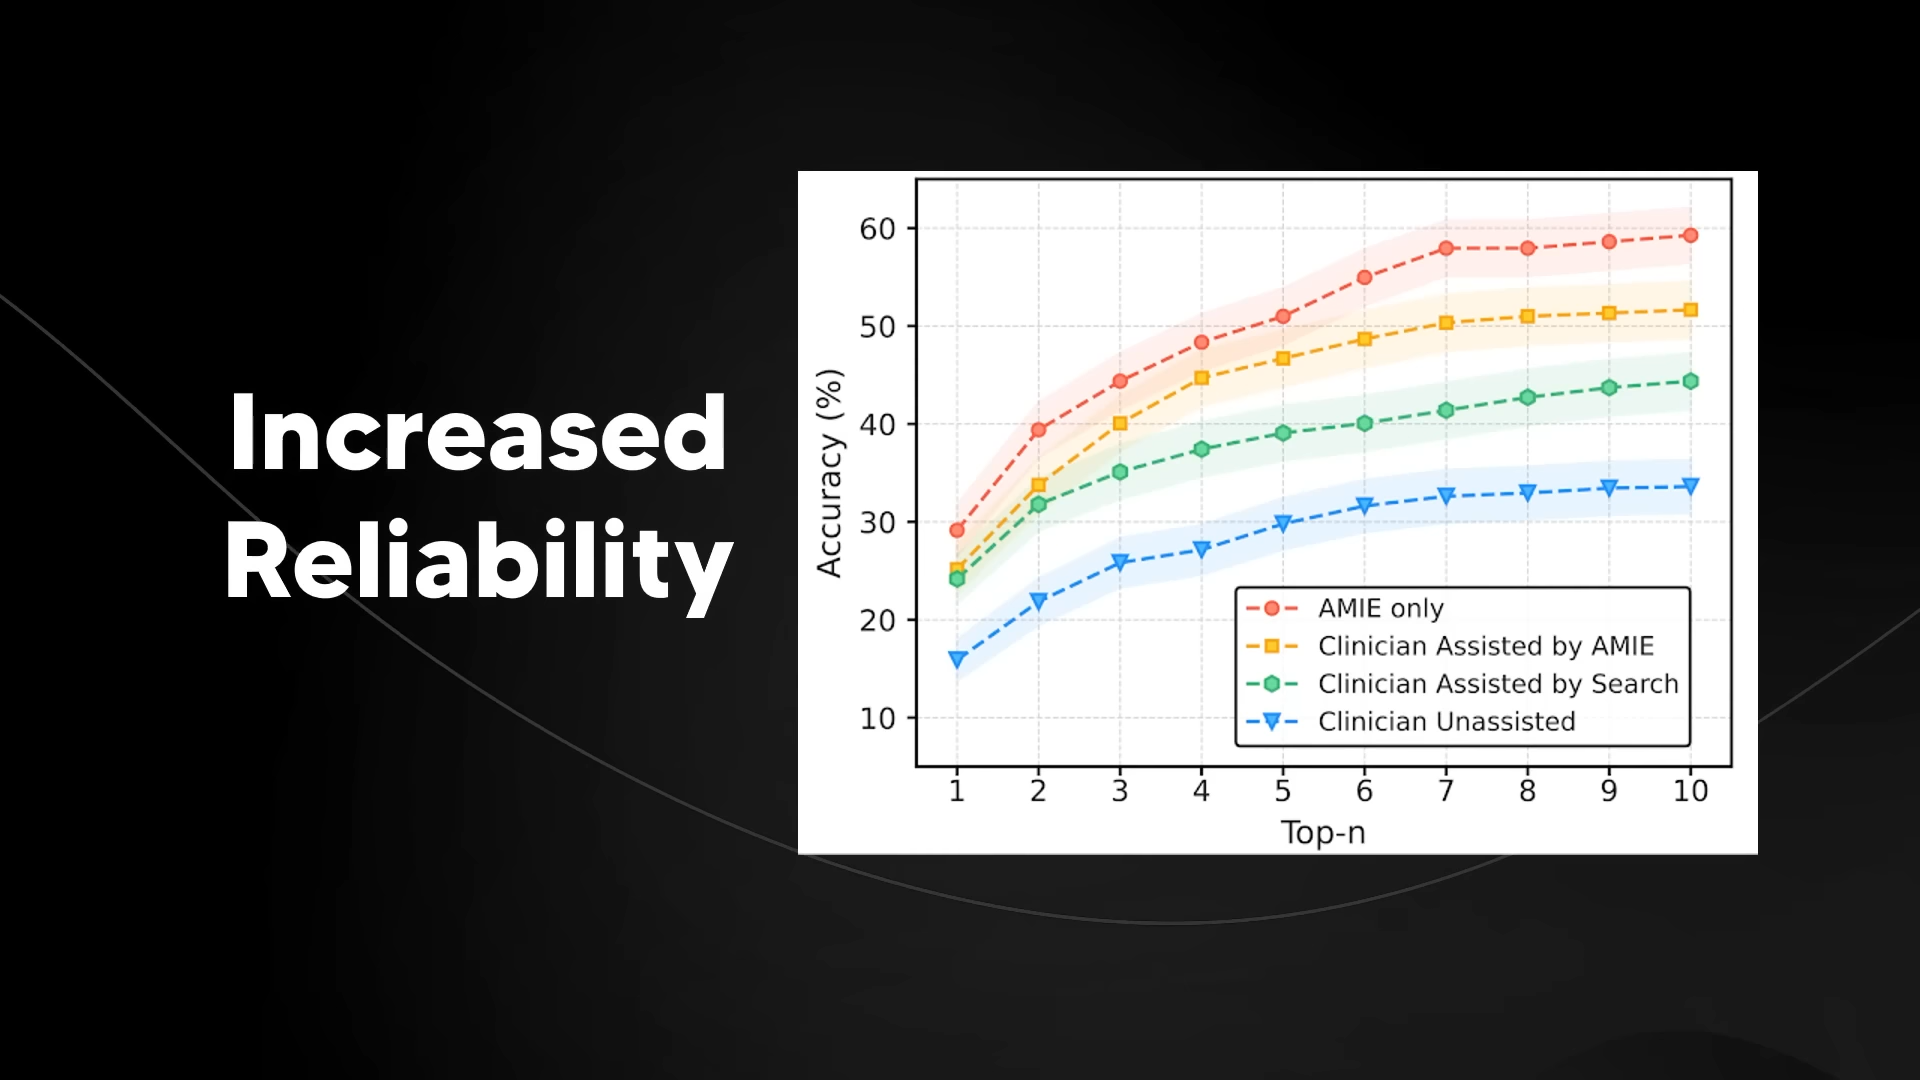 Increased
Reliability
60
50
40
30
20
10
Accuracy (%)
AMIE only
Clinician Assisted by AMIE
Clinician Assisted by Search
Clinician Unassisted
1 2 3 4 5 6 7 8 9 10
Top-n